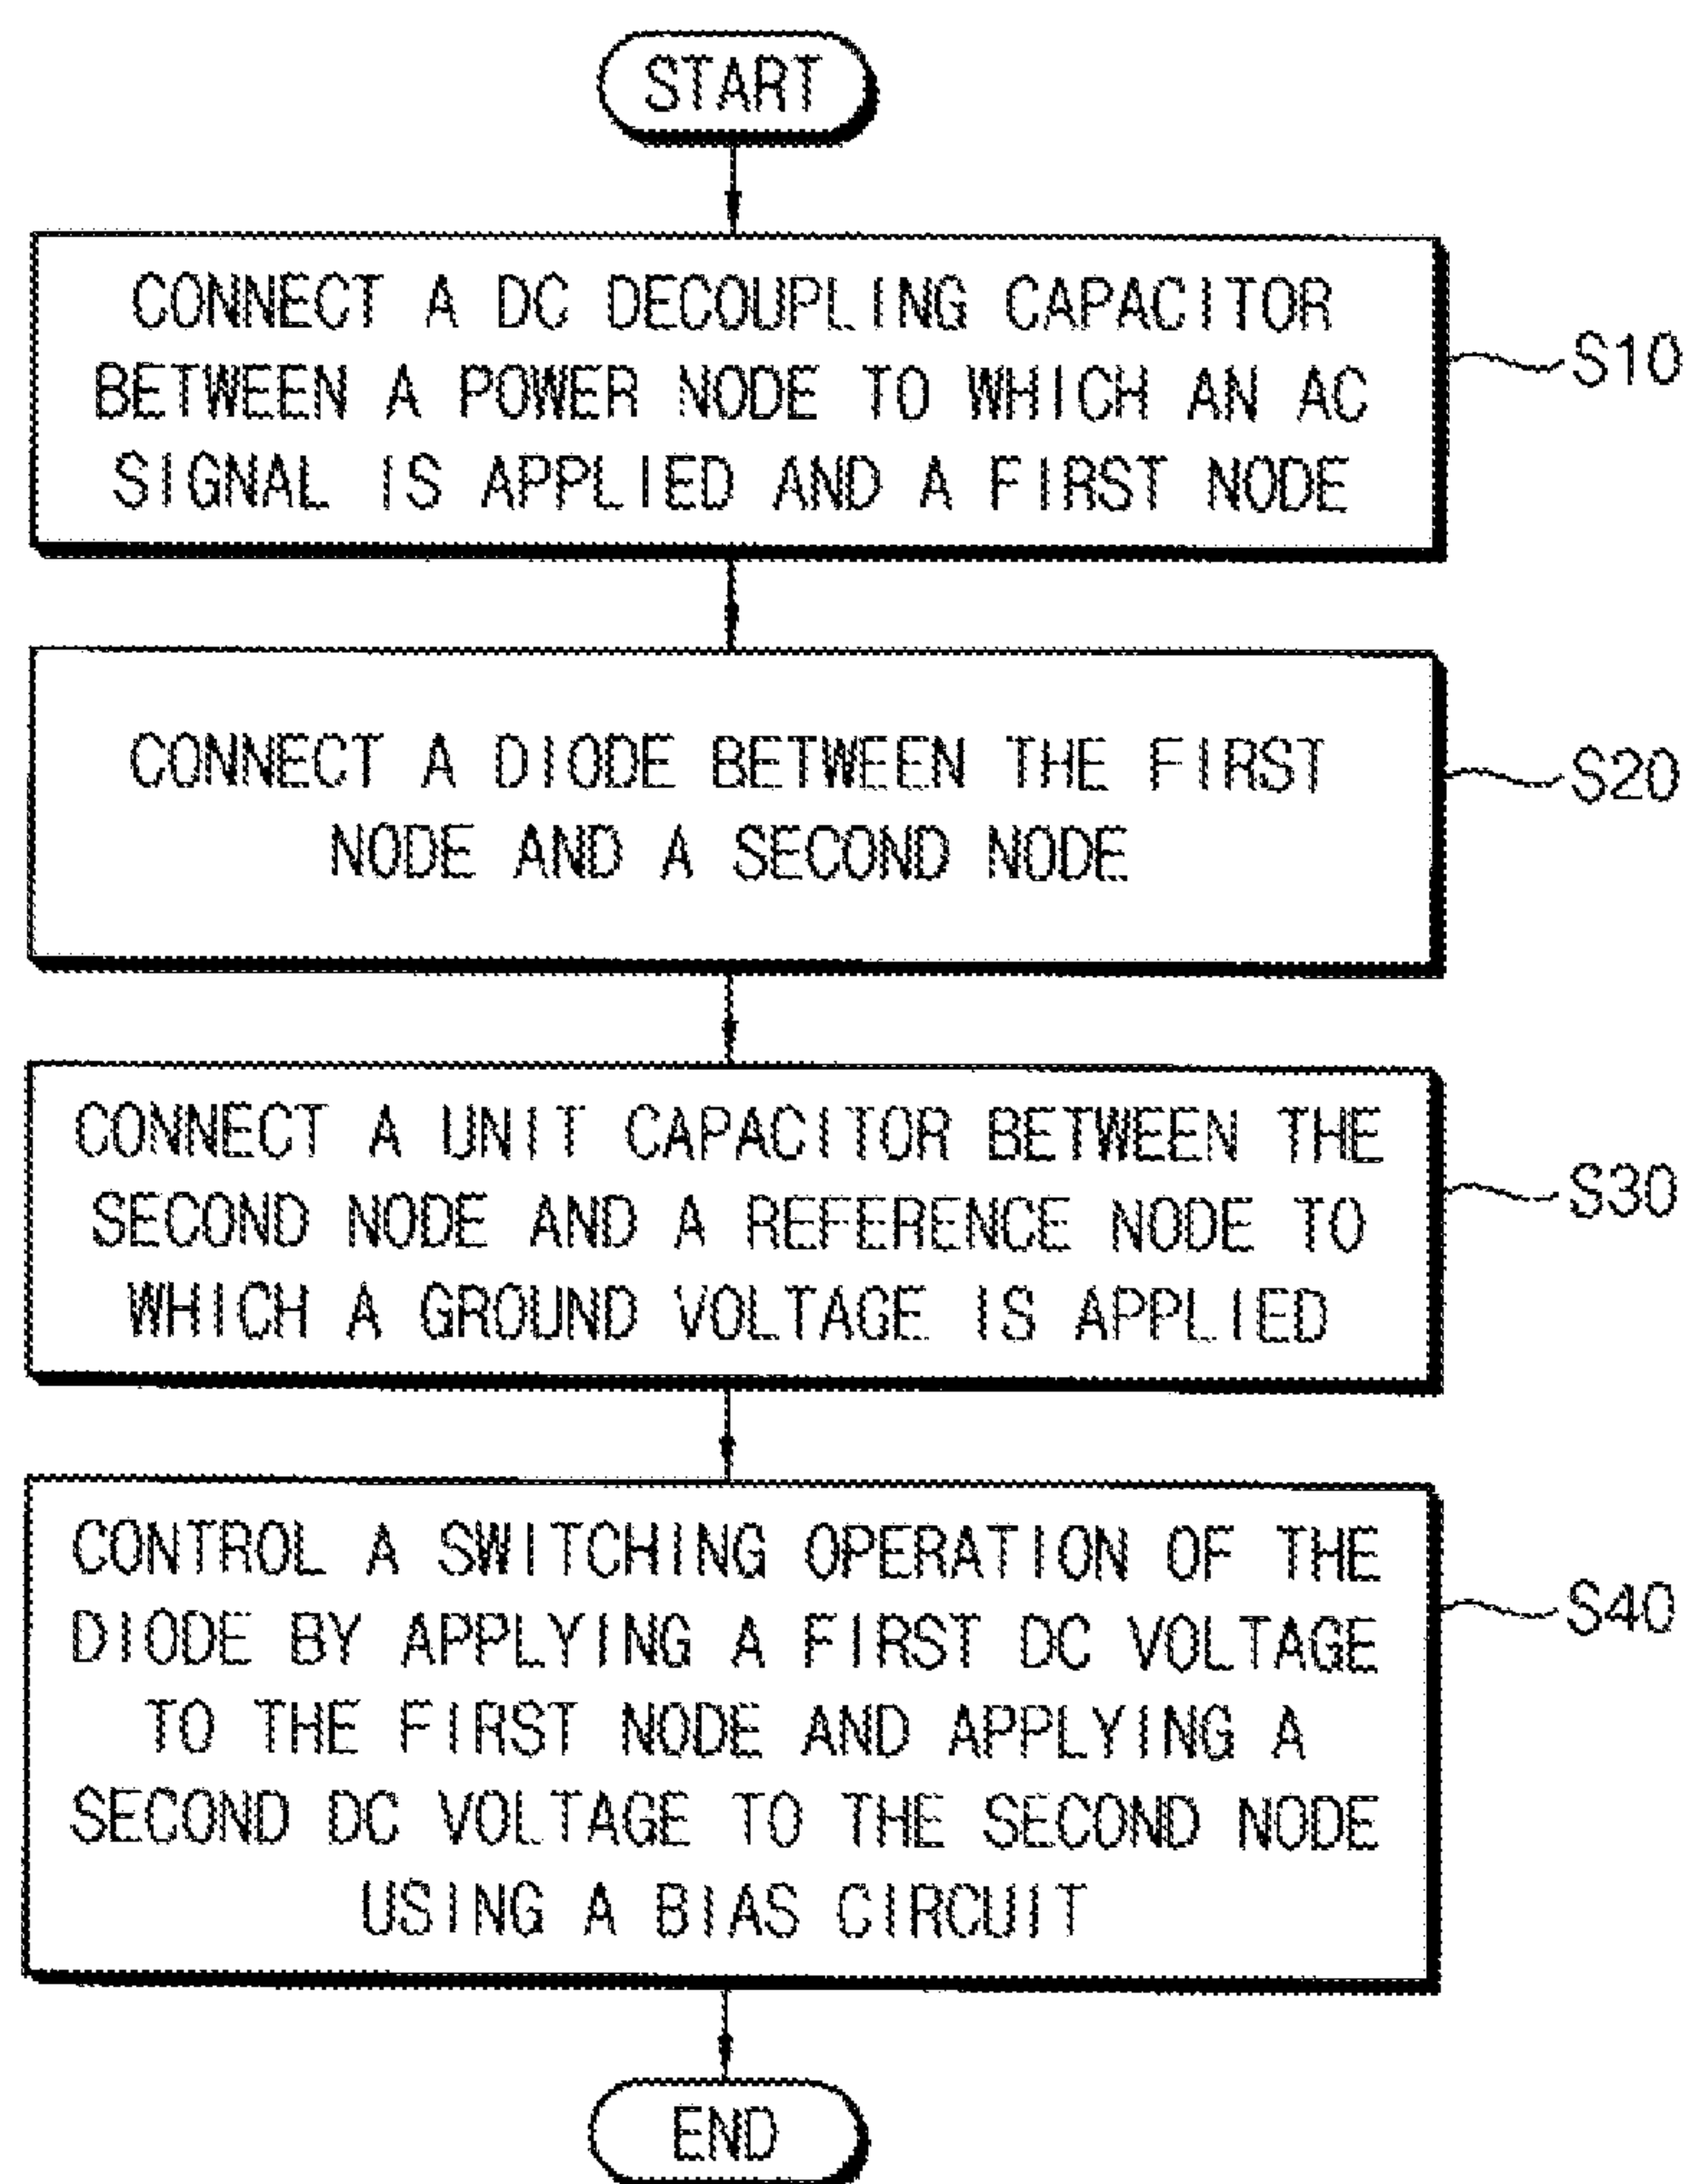 START
CONNECT A DC DECOUPLING CAPACITOR
BETWEEN A POWER NODE TO WHICH AN AC
SIGNAL IS APPLIED AND A FIRST NODE
S10
CONNECT A DIODE BETWEEN THE FIRST
NODE AND A SECOND NODE
S20
CONNECT A UNIT CAPACITOR BETWEEN THE
SECOND NODE AND A REFERENCE NODE TO
WHICH A GROUND VOLTAGE IS APPLIED
S30
CONTROL A SWITCHING OPERATION OF THE
DIODE BY APPLYING A FIRST DC VOLTAGE
TO THE FIRST NODE AND APPLYING A
SECOND DC VOLTAGE TO THE SECOND NODE
USING A BIAS CIRCUIT
S40
END